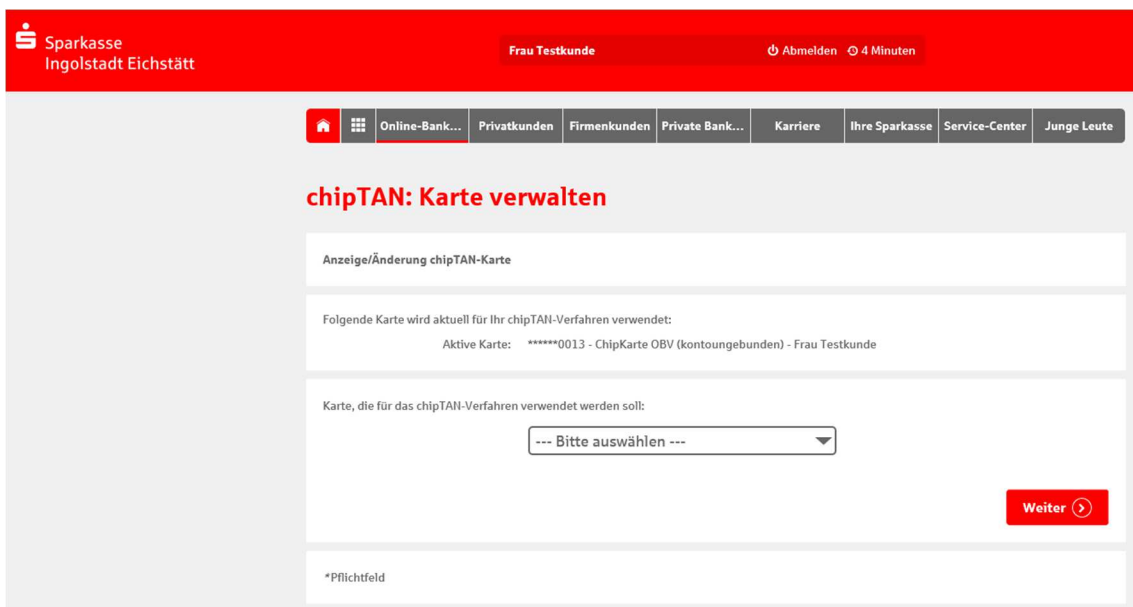 Sparkasse
Ingolstadt Eichstätt
Frau Testkunde Abmelden 4 Minuten
Online-Bank... Privatkunden Firmenkunden Private Bank... Karriere Ihre Sparkasse Service-Center Junge Leute
chipTAN: Karte verwalten
Anzeige/Änderung chipTAN-Karte
Folgende Karte wird aktuell für Ihr chipTAN-Verfahren verwendet:
Aktive Karte: ******0013 - ChipKarte OBV (kontoungebunden) - Frau Testkunde
Karte, die für das chipTAN-Verfahren verwendet werden soll:
--- Bitte auswählen ---
Weiter
*Pflichtfeld